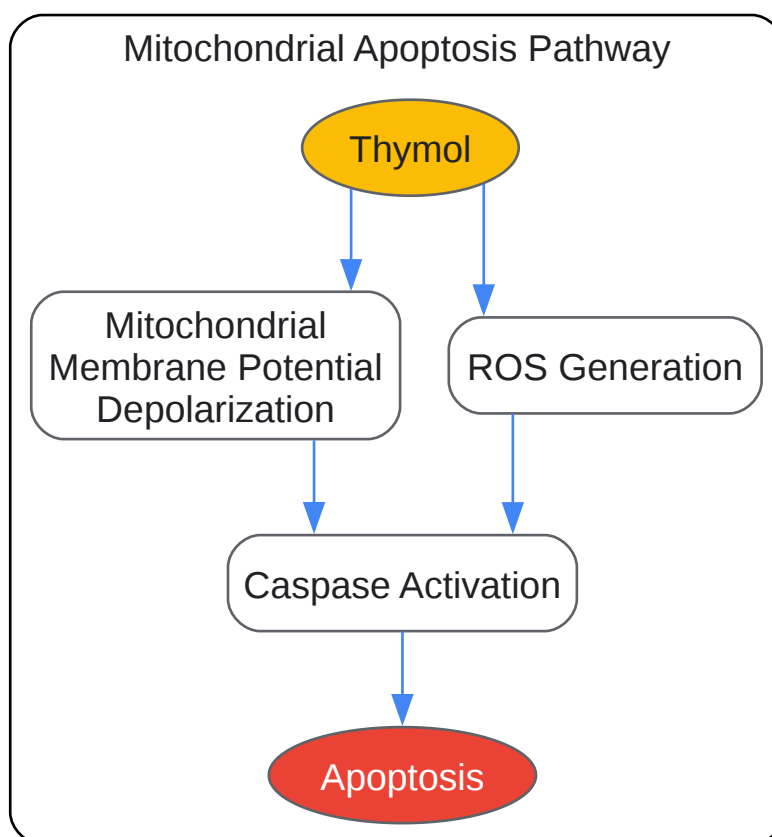 Mitochondrial Apoptosis Pathway
Thymol
Mitochondrial
Membrane Potential
Depolarization
ROS Generation
Caspase Activation
Apoptosis